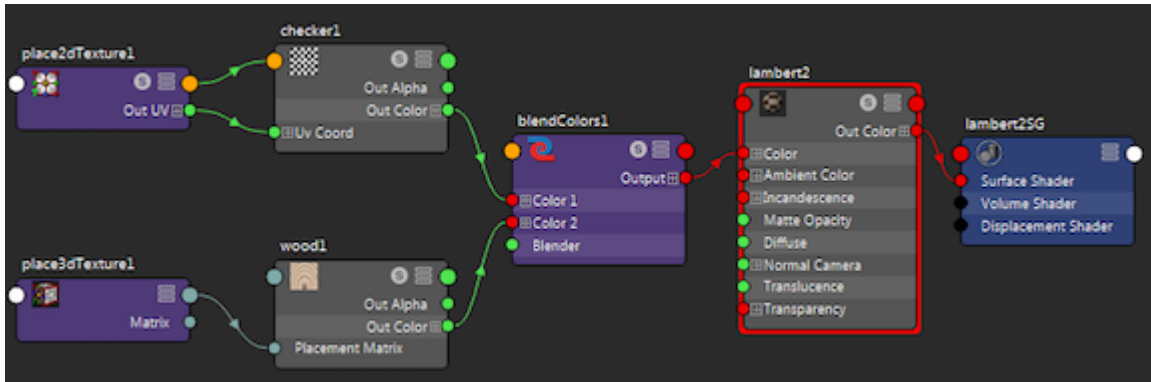 place2dTexture1
Out UV
checker1
Out Alpha
Out Color
Uv Coord
place3dTexture1
Matrix
wood1
Out Alpha
Out Color
Placement Matrix
blendColors1
Output
Color 1
Color 2
Blender
lambert2
Out Color
Color
Ambient Color
Incandescence
Matte Opacity
Diffuse
Normal Camera
Translucence
Transparency
lambert2SG
Surface Shader
Volume Shader
Displacement Shader